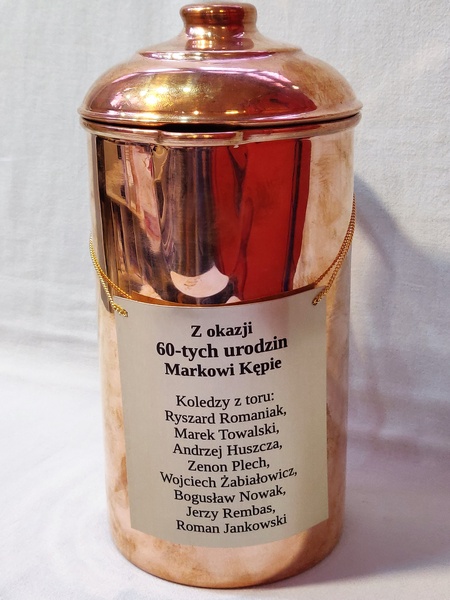 Z okazji
60-tych urodzin
Markowi Kępie
Koledzy z toru:
Ryszard Romaniak,
Marek Towalski,
Andrzej Huszcza,
Zenon Plech,
Wojciech Żabiałowicz,
Bogusław Nowak,
Jerzy Rembas,
Roman Jankowski